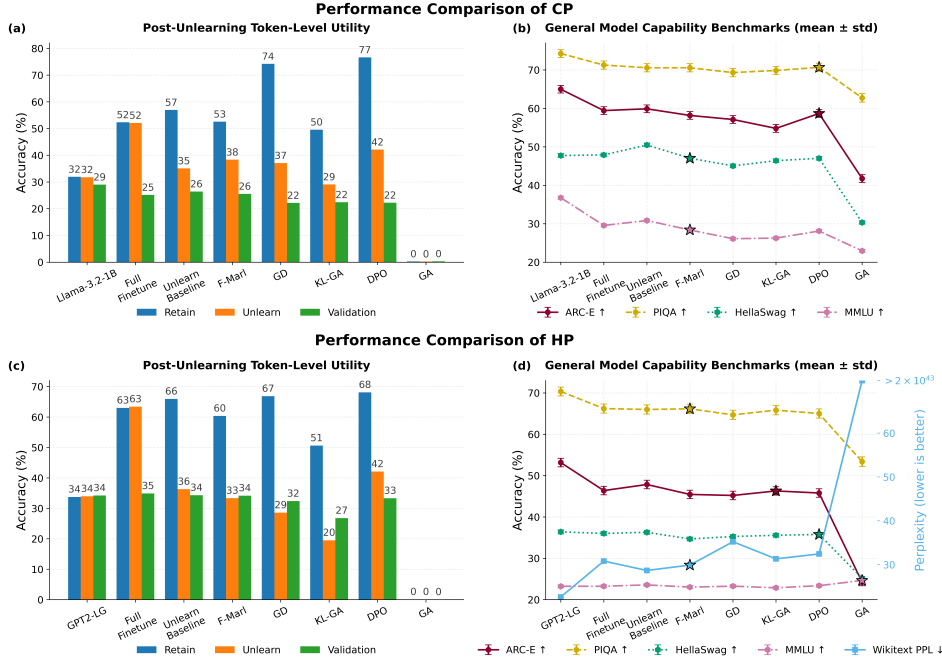 Performance Comparison of CP
(a)
Post-Unlearning Token-Level Utility
Accuracy (%)
80
70
60
50
40
30
20
10
0
32 32 29
52 52 25
57 35 26
53 38 26
74 37 22
50 29 22
77 42 22
0 0 0
Llama-3.2-1B
Full
Finetune
Unlearn
Baseline
F-Marl
GD
KL-GA
DPO
GA
Retain
Unlearn
Validation
(b)
General Model Capability Benchmarks (mean ± std)
Accuracy (%)
70
60
50
40
30
20
Llama-3.2-1B
Full
Finetune
Unlearn
Baseline
F-Marl
GD
KL-GA
DPO
GA
ARC-E ↑
PIQA ↑
HellaSwag ↑
MMLU ↑
Performance Comparison of HP
(c)
Post-Unlearning Token-Level Utility
Accuracy (%)
70
60
50
40
30
20
10
0
34 34 34
63 63 35
66 36 34
60 33 34
67 29 32
51 20 27
68 42 33
0 0 0
GPT2-LG
Full
Finetune
Unlearn
Baseline
F-Marl
GD
KL-GA
DPO
GA
Retain
Unlearn
Validation
(d)
General Model Capability Benchmarks (mean ± std)
Accuracy (%)
70
60
50
40
30
20
> 2 × 10⁴³
60
50
40
30
Perplexity (lower is better)
GPT2-LG
Full
Finetune
Unlearn
Baseline
F-Marl
GD
KL-GA
DPO
GA
ARC-E ↑
PIQA ↑
HellaSwag ↑
MMLU ↑
Wikitext PPL ↓